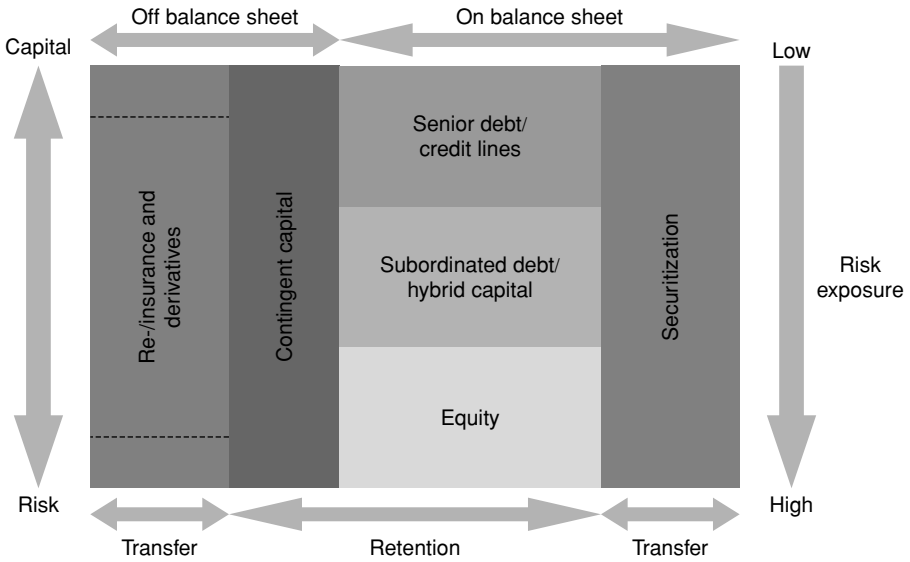 Off balance sheet
On balance sheet
Capital
Low
Re-/insurance and
derivatives
Contingent capital
Senior debt/
credit lines
Subordinated debt/
hybrid capital
Equity
Securitization
Risk
exposure
Risk
High
Transfer
Retention
Transfer